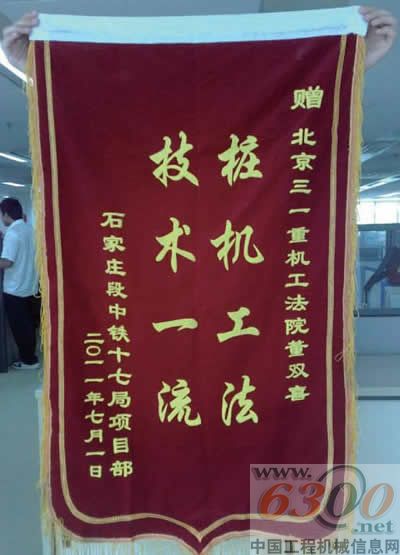 赠 北京三一重机工法院董双喜
桩机工法
技术一流
石家庄段中铁十七局项目部
二〇一一年七月一日
www.
6300
.net
中国工程机械信息网